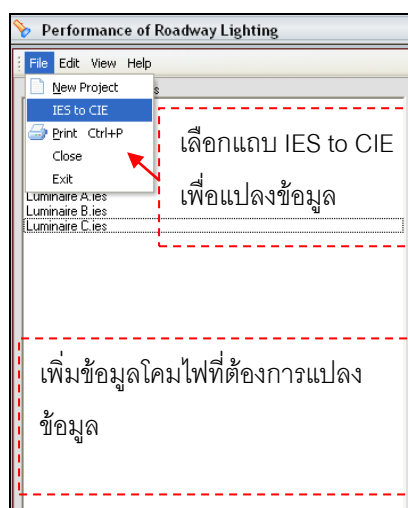 Performance of Roadway Lighting
File Edit View Help
New Project
s
IES to CIE
Print Ctrl+P
Close
Exit
เลือกแถบ IES to CIE
เพื่อแปลงข้อมูล
Luminaire A.ies
Luminaire B.ies
Luminaire C.ies
เพิ่มข้อมูลโคมไฟที่ต้องการแปลง
ข้อมูล